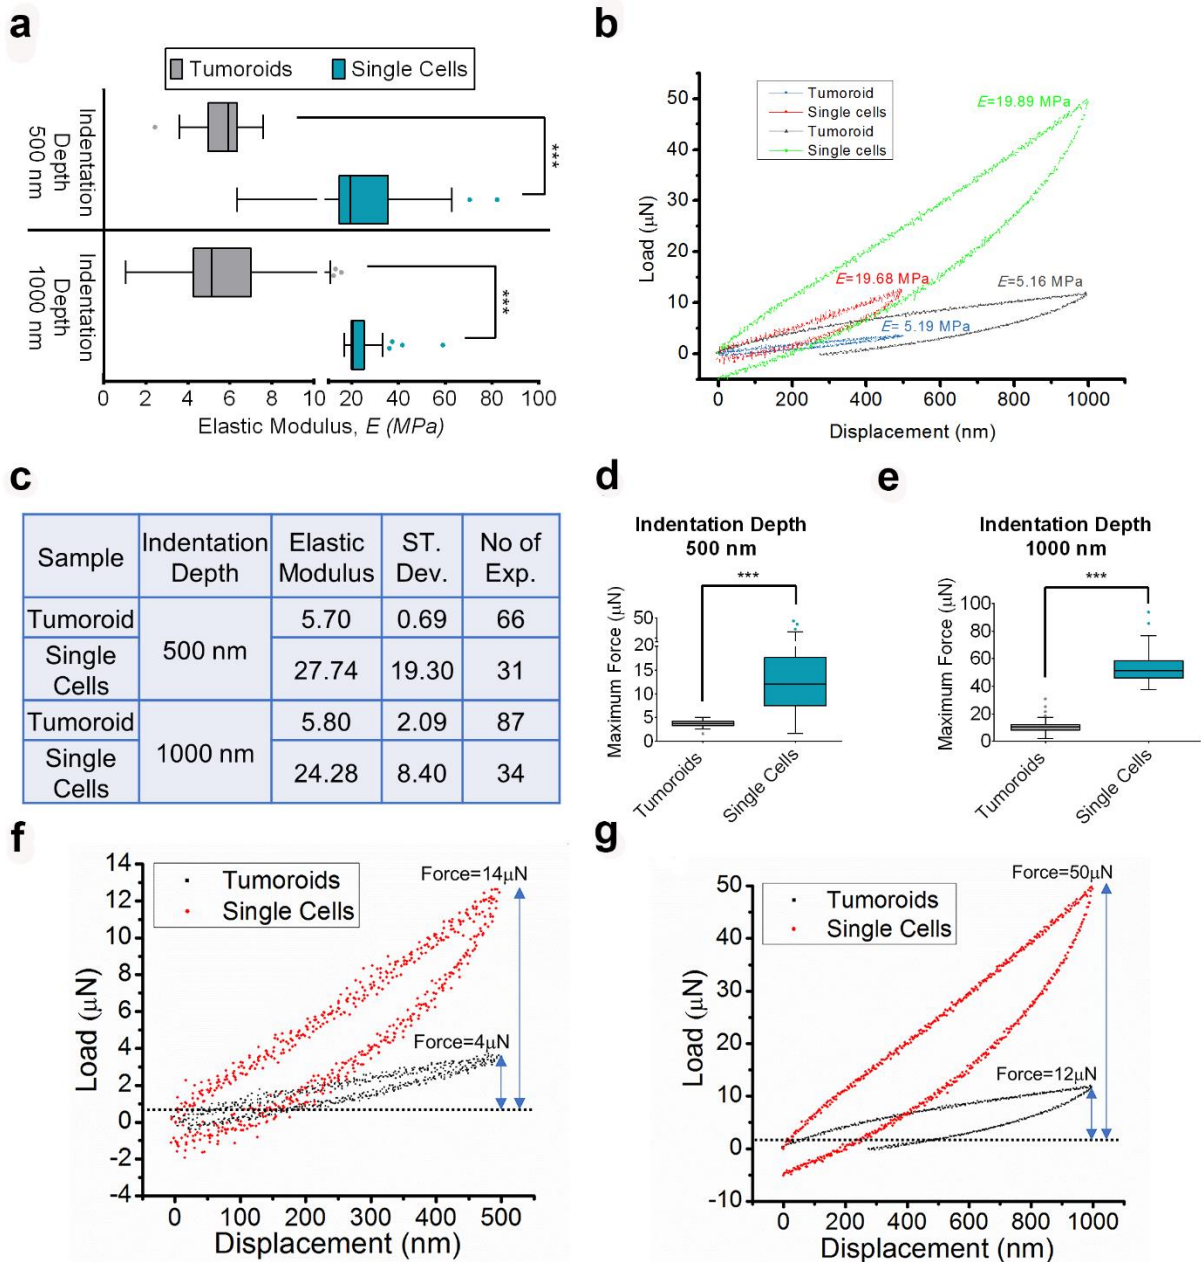 a
Tumoroids
Single Cells
Indentation
Depth
500 nm
***
Indentation
Depth
1000 nm
***
0 2 4 6 8 10 20 40 60 80 100
Elastic Modulus, E (MPa)
b
Tumoroid
Single cells
Tumoroid
Single cells
E=19.89 MPa
E=19.68 MPa
E=5.16 MPa
E= 5.19 MPa
50
40
30
20
10
0
Load (μN)
0 200 400 600 800 1000
Displacement (nm)
c
Sample Indentation Depth Elastic Modulus ST. Dev. No of Exp.
Tumoroid 500 nm 5.70 0.69 66
Single Cells 27.74 19.30 31
Tumoroid 1000 nm 5.80 2.09 87
Single Cells 24.28 8.40 34
d
Indentation Depth
500 nm
***
Maximum Force (μN)
50
20
15
10
5
0
Tumoroids
Single Cells
e
Indentation Depth
1000 nm
***
Maximum Force (μN)
100
80
60
40
20
0
Tumoroids
Single Cells
f
Tumoroids
Single Cells
Force=14μN
Force=4μN
Load (μN)
14
12
10
8
6
4
2
0
-2
-4
0 100 200 300 400 500
Displacement (nm)
g
Tumoroids
Single Cells
Force=50μN
Force=12μN
Load (μN)
50
40
30
20
10
0
-10
0 200 400 600 800 1000
Displacement (nm)